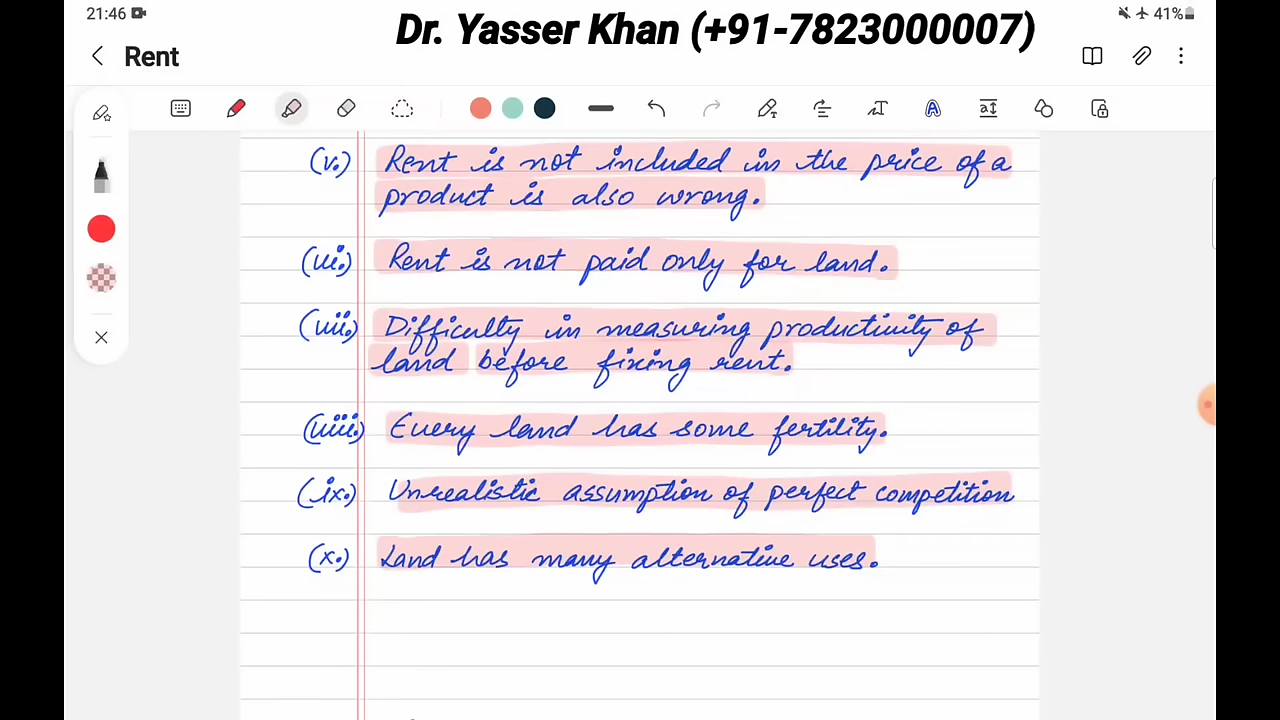 21:46
41%
Dr. Yasser Khan (+91-7823000007)
Rent
(v.) Rent is not included in the price of a
product is also wrong.
(vi.) Rent is not paid only for land.
(vii.) Difficulty in measuring productivity of
land before fixing rent.
(viii.) Every land has some fertility.
(ix.) Unrealistic assumption of perfect competition
(x.) Land has many alternative uses.